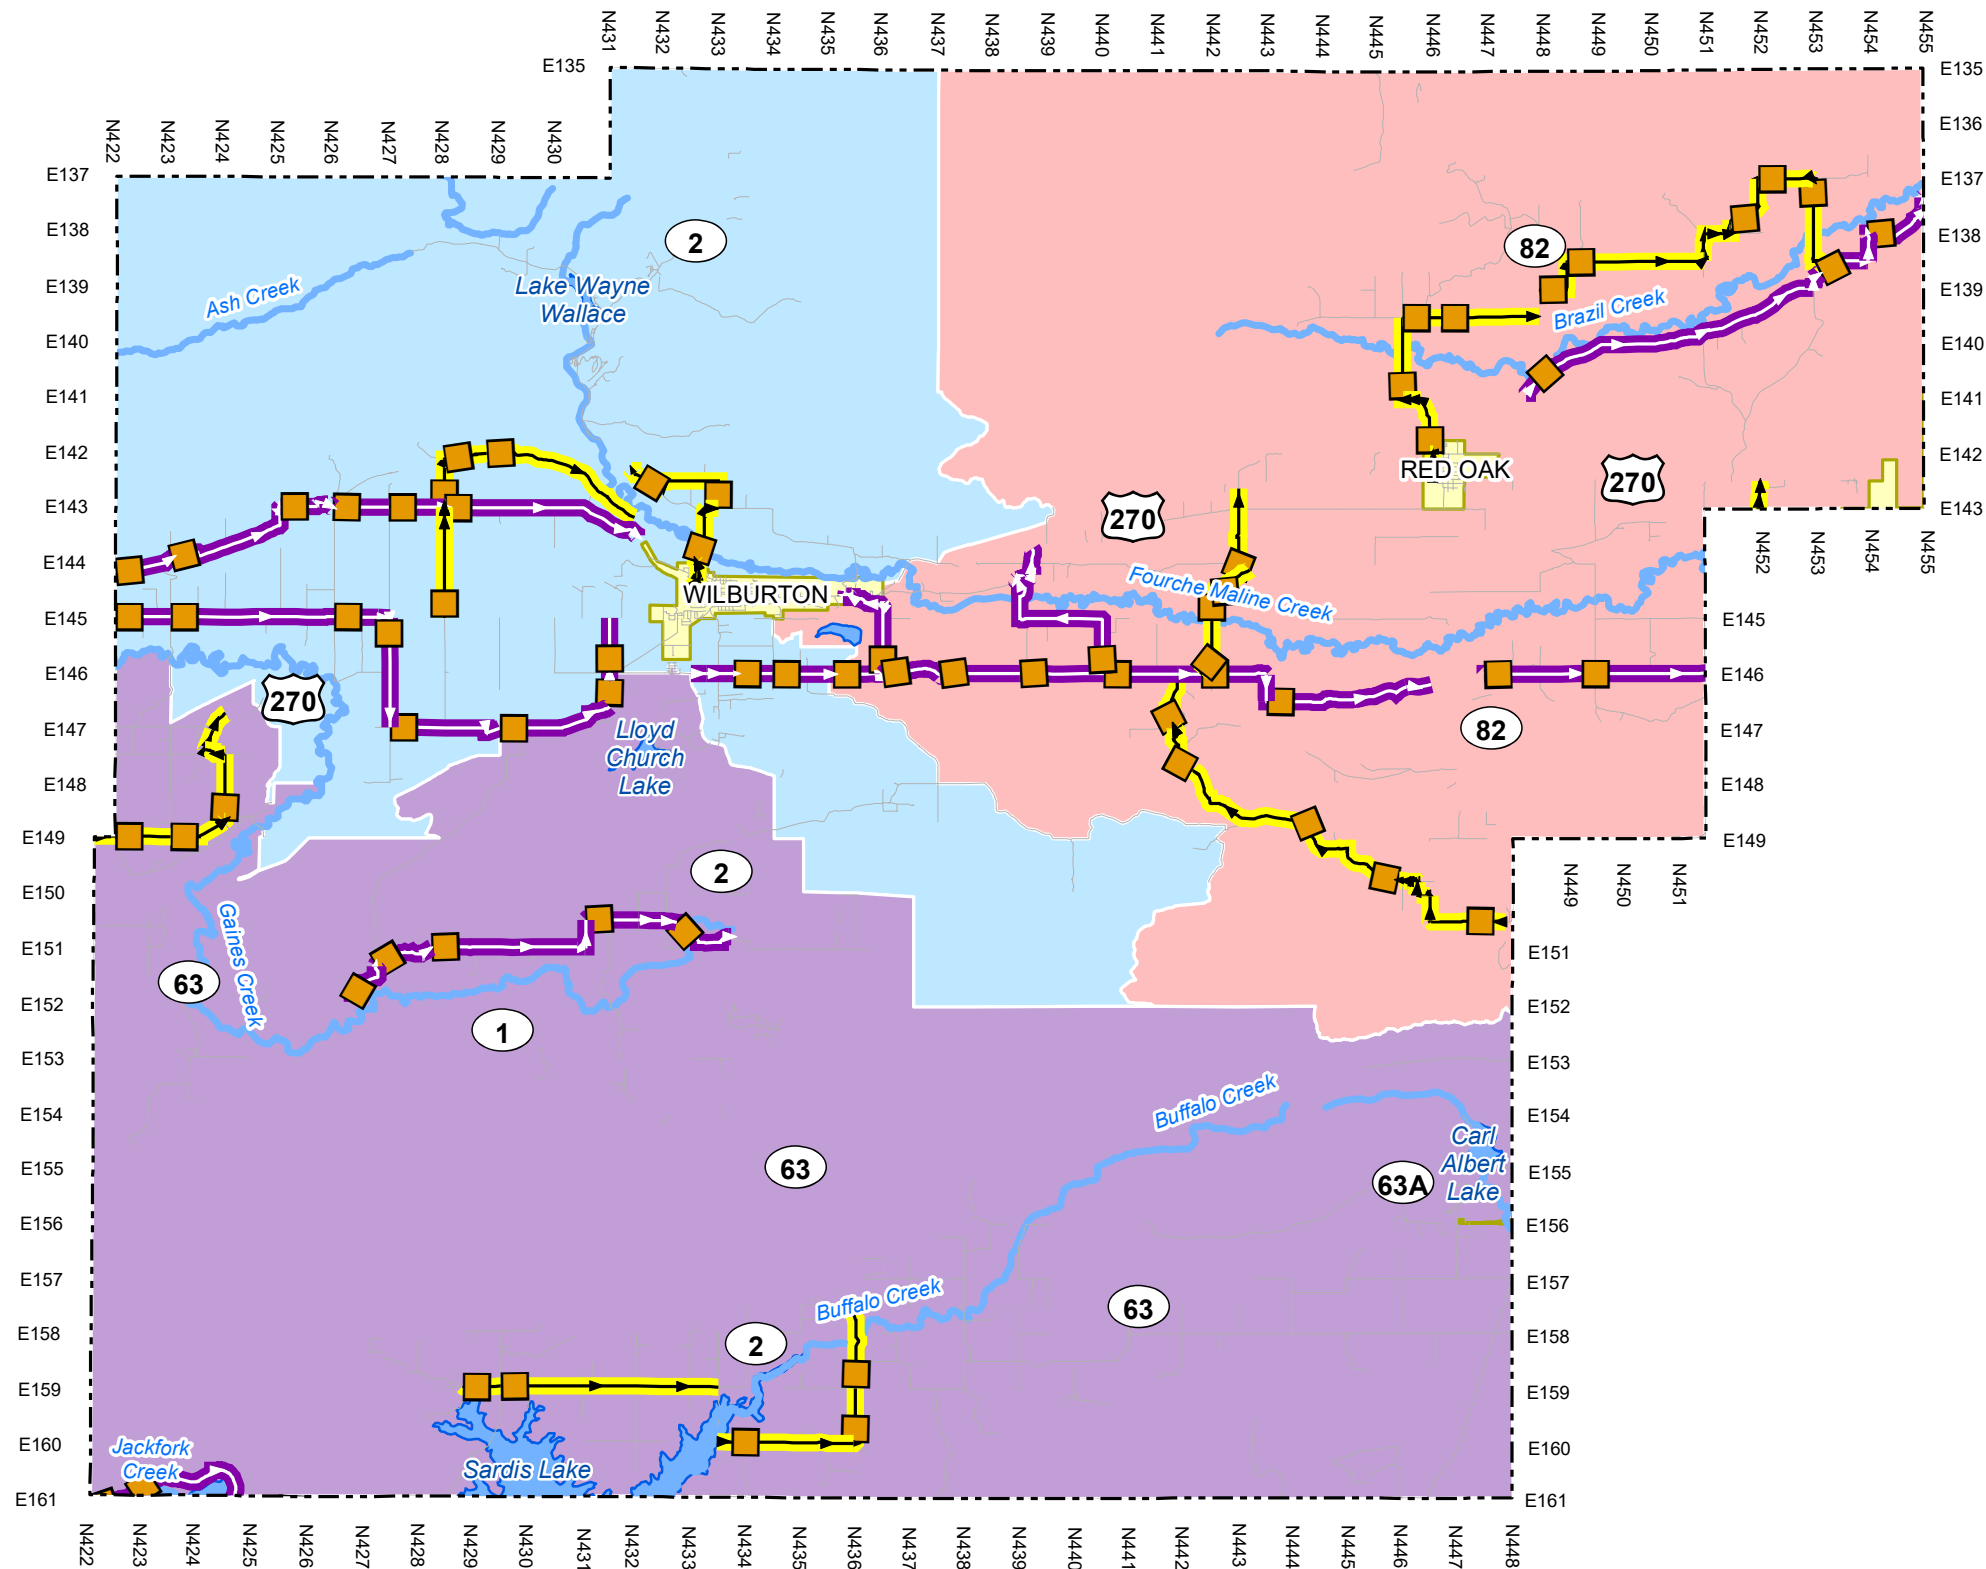 N431 N432 N433 N434 N435 N436 N437 N438 N439 N440 N441 N442 N443 N444 N445 N446 N447 N448 N449 N450 N451 N452 N453 N454 N455
E135
E135
E136
N422 N423 N424 N425 N426 N427 N428 N429 N430
E137
E137
E138
2
82
E138
Ash Creek
Lake Wayne
Wallace
E139
Brazil Creek
E139
E140
E140
E141
E141
E142
RED OAK
270
E142
E143
270
E143
E144
N452 N453 N454 N455
WILBURTON
Fourche Maline Creek
E145
E145
E146
E146
270
E147
Lloyd
Church
Lake
82
E147
E148
E148
E149
E149
2
N449 N450 N451
E150
Gaines Creek
E151
E151
63
E152
1
E152
E153
E153
E154
Buffalo Creek
E154
Carl
Albert
Lake
E155
63
63A
E155
E156
E156
E157
Buffalo Creek
63
E157
E158
2
E158
E159
E159
E160
Jackfork
Creek
Sardis Lake
E160
E161
E161
N422 N423 N424 N425 N426 N427 N428 N429 N430 N431 N432 N433 N434 N435 N436 N437 N438 N439 N440 N441 N442 N443 N444 N445 N446 N447 N448